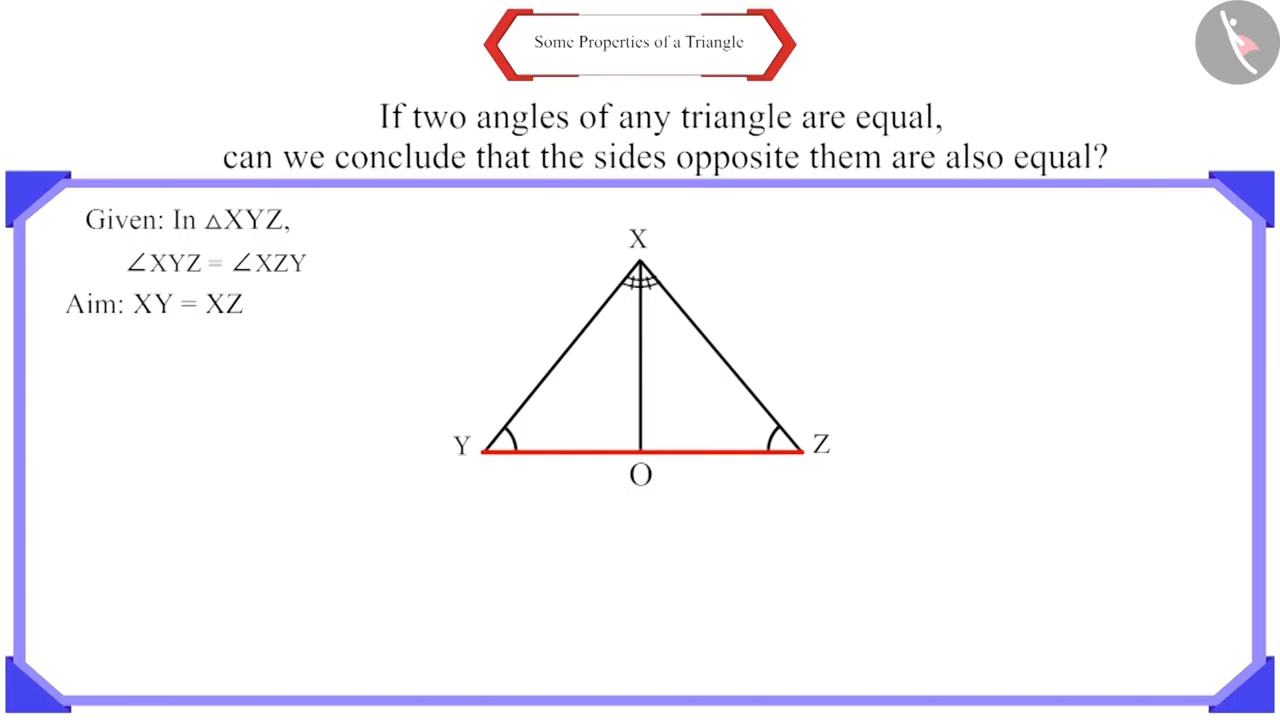 Some Properties of a Triangle
If two angles of any triangle are equal,
can we conclude that the sides opposite them are also equal?
Given: In △XYZ,
∠XYZ = ∠XZY
Aim: XY = XZ
X
Y
Z
O